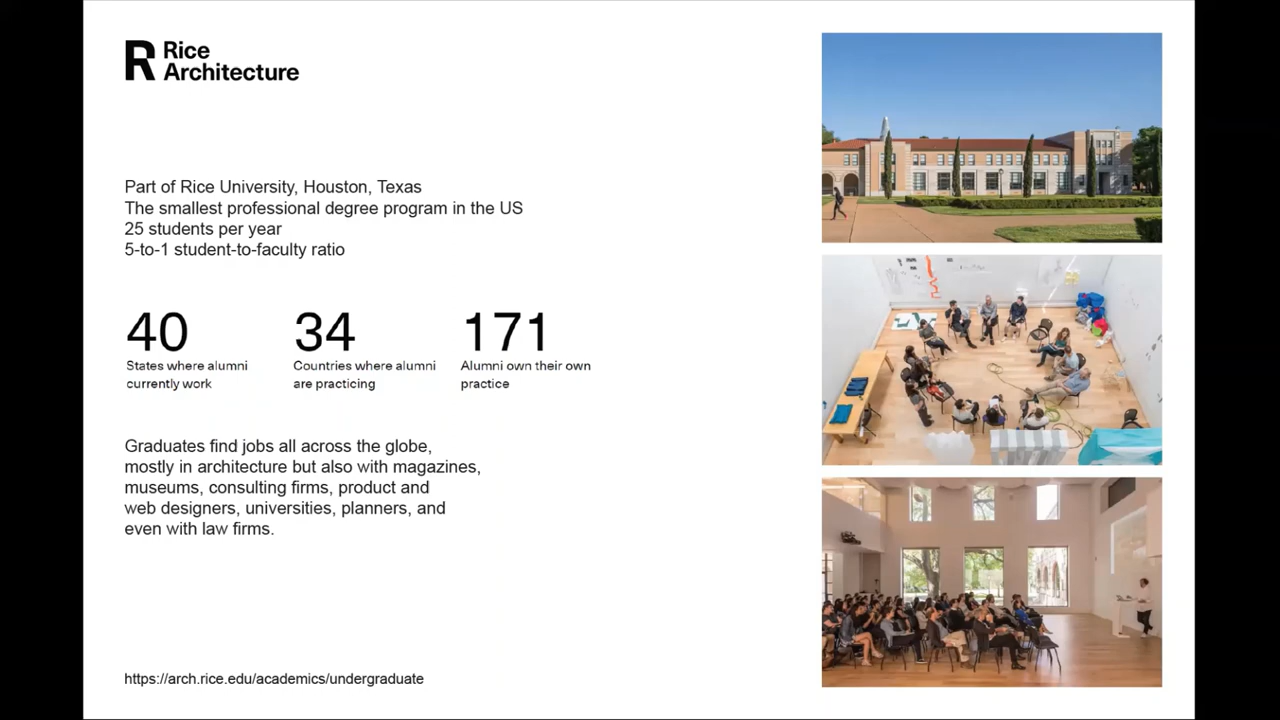 R Rice
Architecture
Part of Rice University, Houston, Texas
The smallest professional degree program in the US
25 students per year
5-to-1 student-to-faculty ratio
40
States where alumni
currently work
34
Countries where alumni
are practicing
171
Alumni own their own
practice
Graduates find jobs all across the globe,
mostly in architecture but also with magazines,
museums, consulting firms, product and
web designers, universities, planners, and
even with law firms.
https://arch.rice.edu/academics/undergraduate